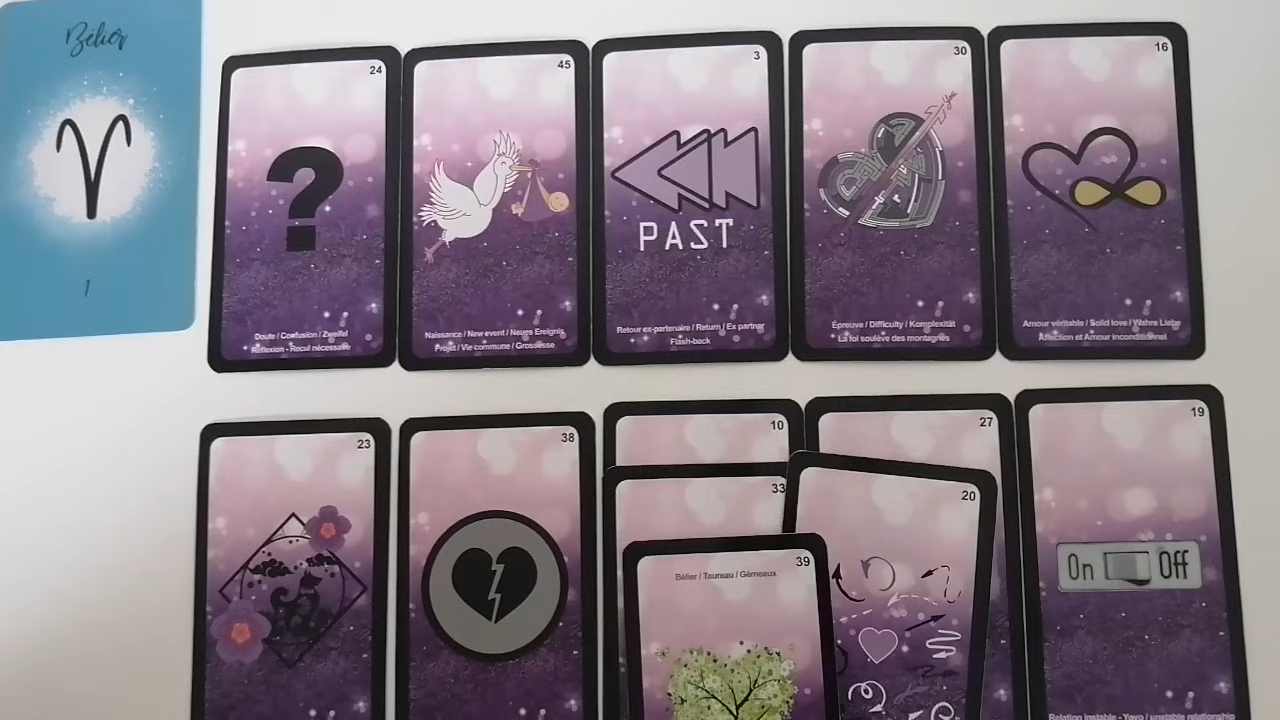 Bélier
1
24
Doute / Confusion / Zweifel
Réflexion - Recul nécessaire
45
Naissance / New event / Neues Ereignis
Projet / Vie commune / Grossesse
3
PAST
Retour ex-partenaire / Return / Ex partner
Flash-back
30
You
Épreuve / Difficulty / Komplexität
La foi soulève des montagnes
16
Amour véritable / Solid love / Wahre Liebe
Affection et Amour inconditionnel
23
38
10
33
39
Bélier / Taureau / Gémeaux
27
20
19
On Off
Relation instable - Yoyo / unstable relationship